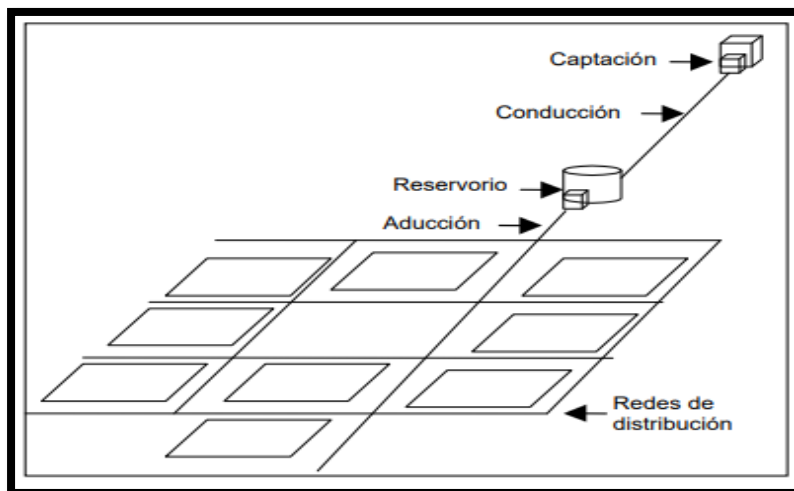 Captación
Conducción
Reservorio
Aducción
Redes de
distribución